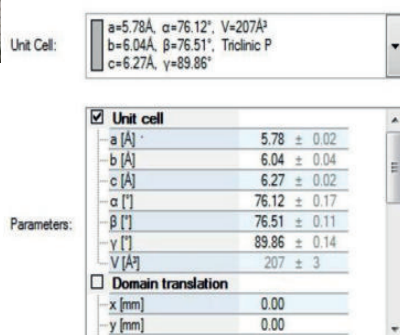 Unit Cell:
a=5.78Å, α=76.12°, V=207Å³
b=6.04Å, β=76.51°, Triclinic P
c=6.27Å, γ=89.86°
Parameters:
Unit cell
a [Å] 5.78 ± 0.02
b [Å] 6.04 ± 0.04
c [Å] 6.27 ± 0.02
α [°] 76.12 ± 0.17
β [°] 76.51 ± 0.11
γ [°] 89.86 ± 0.14
V [Å³] 207 ± 3
Domain translation
x [mm] 0.00
y [mm] 0.00